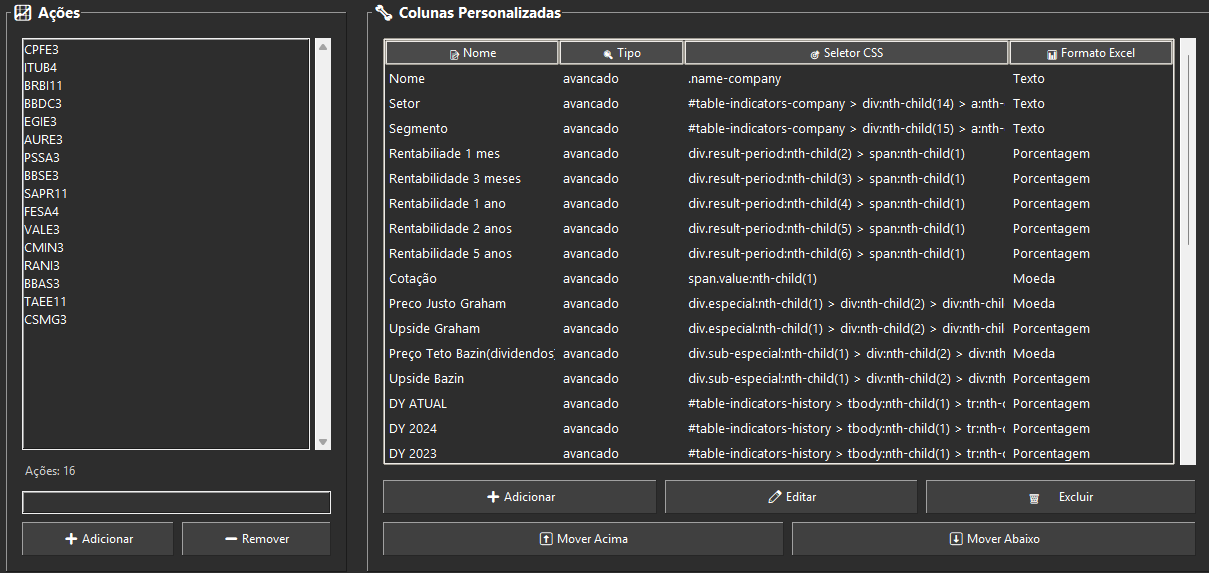 Ações
CPFE3
ITUB4
BRBI11
BBDC3
EGIE3
AURE3
PSSA3
BBSE3
SAPR11
FESA4
VALE3
CMIN3
RANI3
BBAS3
TAEE11
CSMG3
Ações: 16
Adicionar Remover
Colunas Personalizadas
Nome Tipo Seletor CSS Formato Excel
Nome avancado .name-company Texto
Setor avancado #table-indicators-company > div:nth-child(14) > a:nth- Texto
Segmento avancado #table-indicators-company > div:nth-child(15) > a:nth- Texto
Rentabiliade 1 mes avancado div.result-period:nth-child(2) > span:nth-child(1) Porcentagem
Rentabilidade 3 meses avancado div.result-period:nth-child(3) > span:nth-child(1) Porcentagem
Rentabilidade 1 ano avancado div.result-period:nth-child(4) > span:nth-child(1) Porcentagem
Rentabilidade 2 anos avancado div.result-period:nth-child(5) > span:nth-child(1) Porcentagem
Rentabilidade 5 anos avancado div.result-period:nth-child(6) > span:nth-child(1) Porcentagem
Cotação avancado span.value:nth-child(1) Moeda
Preco Justo Graham avancado div.especial:nth-child(1) > div:nth-child(2) > div:nth-chil Moeda
Upside Graham avancado div.especial:nth-child(1) > div:nth-child(2) > div:nth-chil Porcentagem
Preço Teto Bazin(dividendos) avancado div.sub-especial:nth-child(1) > div:nth-child(2) > div:nth Moeda
Upside Bazin avancado div.sub-especial:nth-child(1) > div:nth-child(2) > div:nth Porcentagem
DY ATUAL avancado #table-indicators-history > tbody:nth-child(1) > tr:nth-c Porcentagem
DY 2024 avancado #table-indicators-history > tbody:nth-child(1) > tr:nth-c Porcentagem
DY 2023 avancado #table-indicators-history > tbody:nth-child(1) > tr:nth-c Porcentagem
Adicionar Editar Excluir
Mover Acima Mover Abaixo